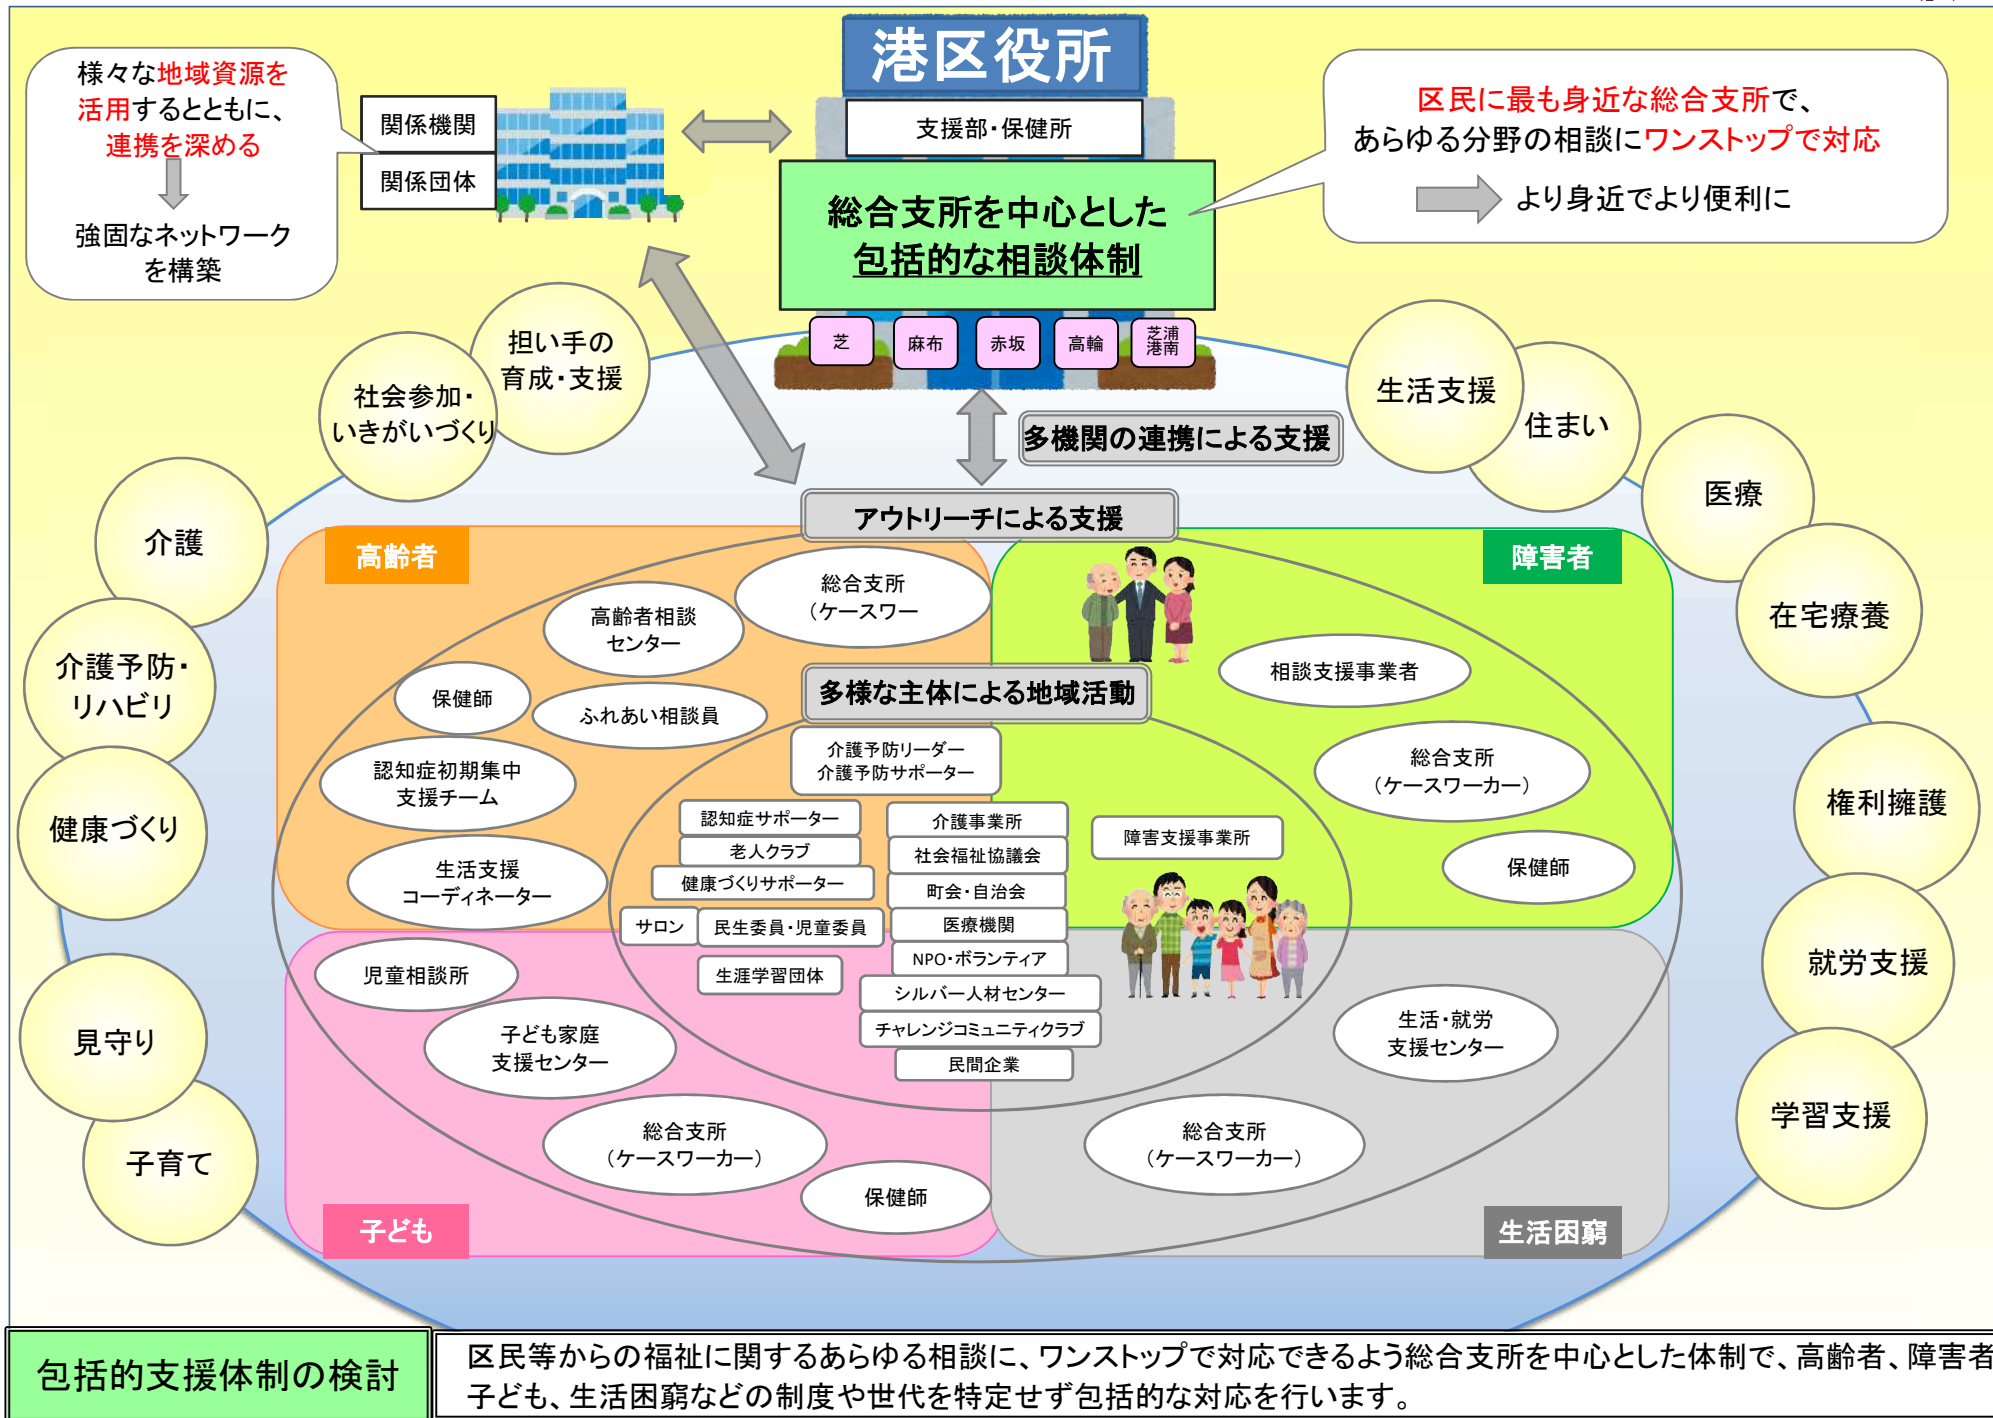 港区役所
支援部・保健所
総合支所を中心とした
包括的な相談体制
芝
麻布
赤坂
高輪
芝浦
港南
様々な地域資源を
活用するとともに、
連携を深める
強固なネットワーク
を構築
関係機関
関係団体
区民に最も身近な総合支所で、
あらゆる分野の相談にワンストップで対応
より身近でより便利に
担い手の
育成・支援
社会参加・
いきがいづくり
介護
介護予防・
リハビリ
健康づくり
見守り
子育て
生活支援
住まい
医療
在宅療養
権利擁護
就労支援
学習支援
多機関の連携による支援
アウトリーチによる支援
高齢者
総合支所
（ケースワー
高齢者相談
センター
保健師
ふれあい相談員
認知症初期集中
支援チーム
生活支援
コーディネーター
障害者
相談支援事業者
総合支所
（ケースワーカー）
保健師
多様な主体による地域活動
介護予防リーダー
介護予防サポーター
認知症サポーター
老人クラブ
健康づくりサポーター
サロン
民生委員・児童委員
生涯学習団体
介護事業所
社会福祉協議会
町会・自治会
医療機関
NPO・ボランティア
シルバー人材センター
チャレンジコミュニティクラブ
民間企業
障害支援事業所
児童相談所
子ども家庭
支援センター
総合支所
（ケースワーカー）
保健師
子ども
生活・就労
支援センター
総合支所
（ケースワーカー）
生活困窮
包括的支援体制の検討
区民等からの福祉に関するあらゆる相談に、ワンストップで対応できるよう総合支所を中心とした体制で、高齢者、障害者
子ども、生活困窮などの制度や世代を特定せず包括的な対応を行います。